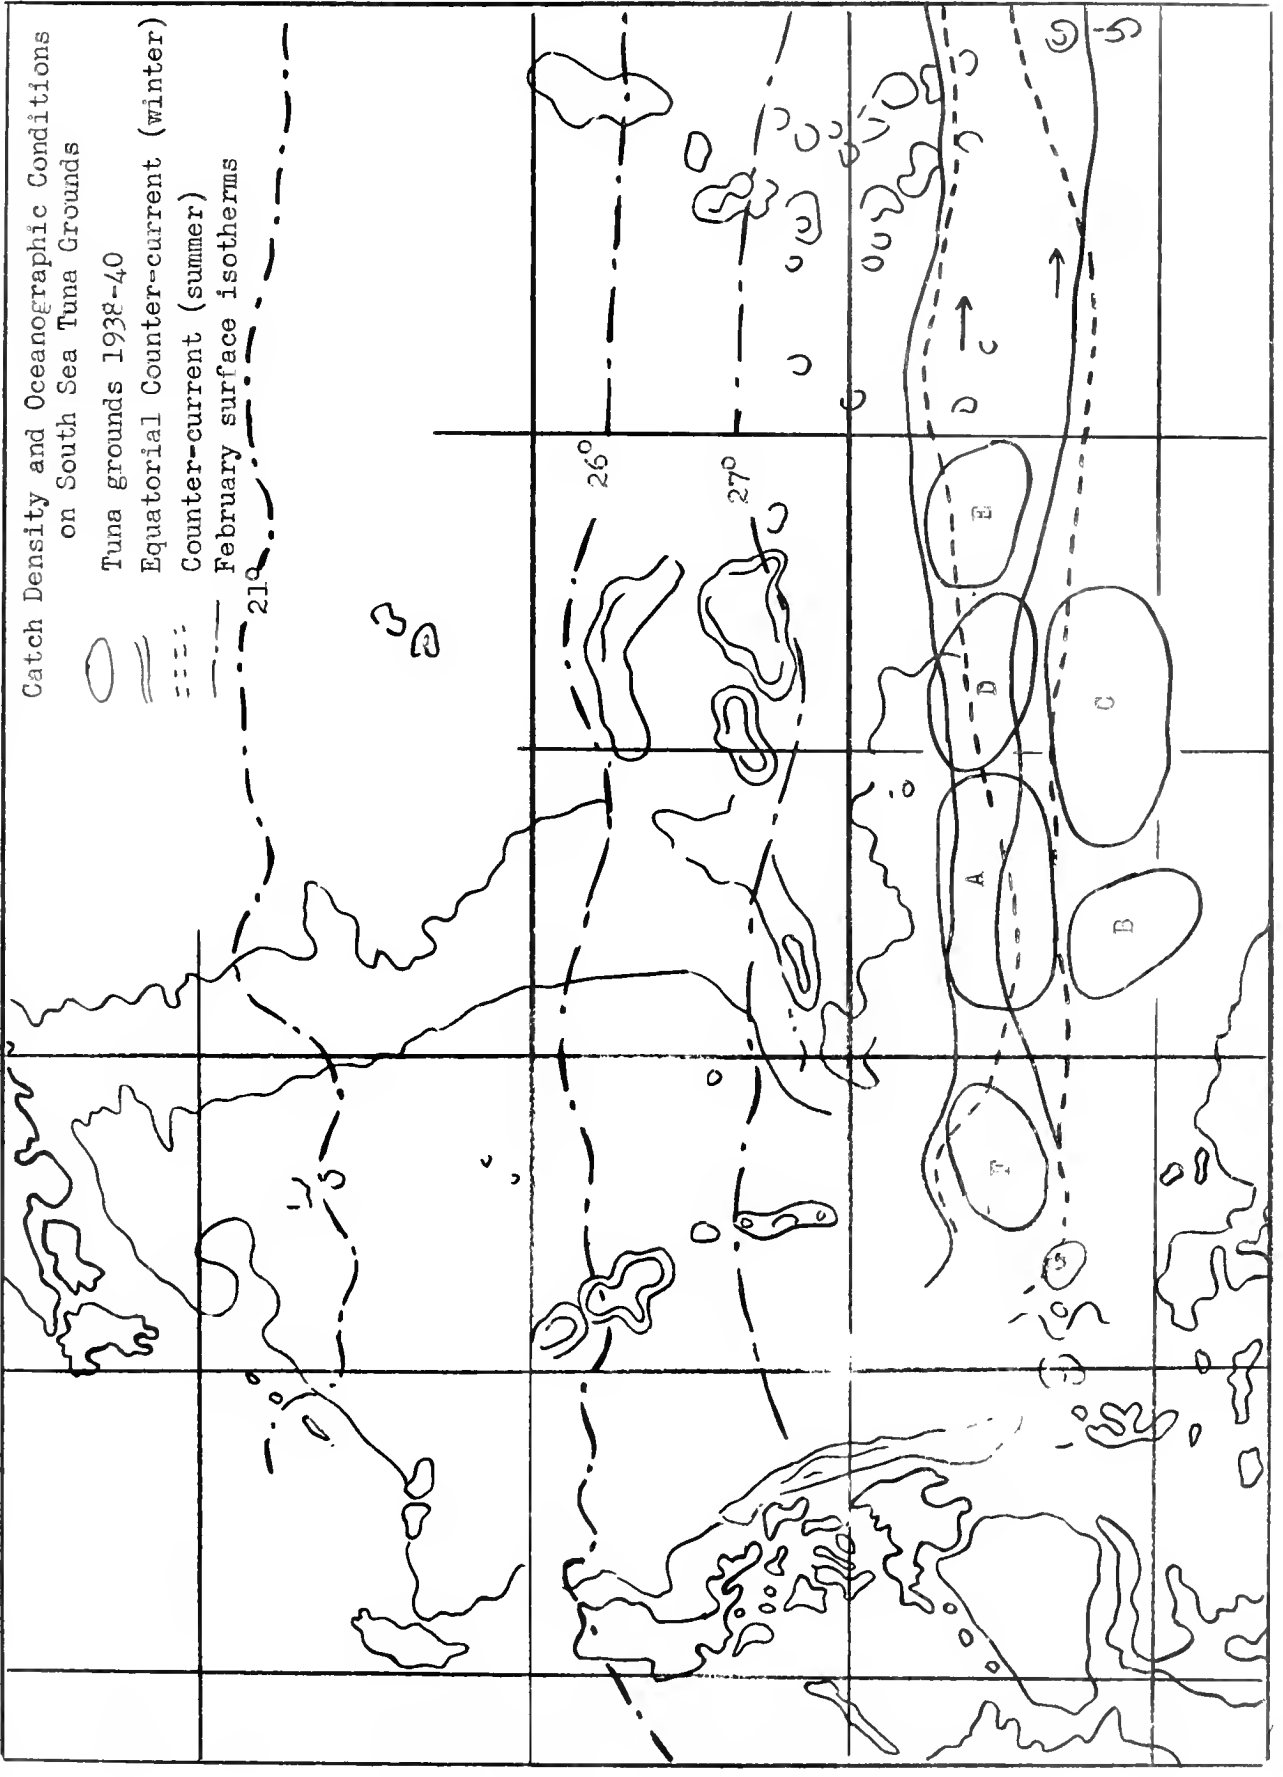 Catch Density and Oceanographic Conditions
on South Sea Tuna Grounds
Tuna grounds 1938-40
Equatorial Counter-current (winter)
Counter-current (summer)
February surface isotherms
21°
26°
27°
E
D
C
A
B
F